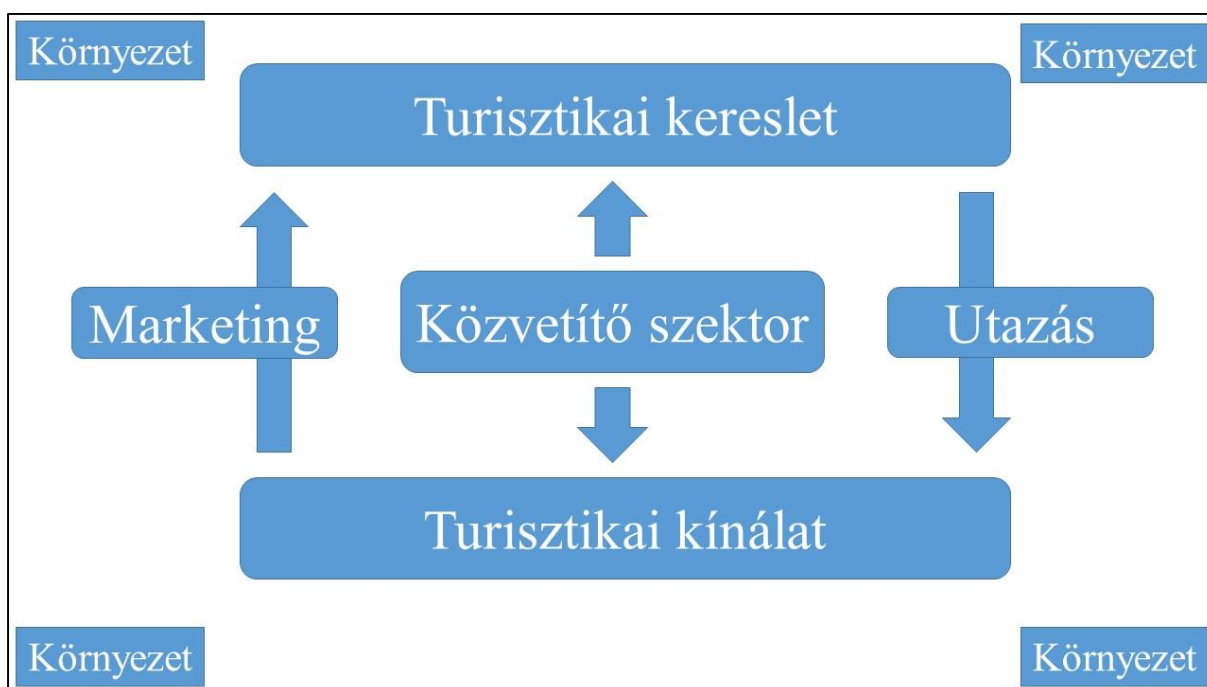 Környezet
Környezet
Turisztikai kereslet
Marketing
Közvetítő szektor
Utazás
Turisztikai kínálat
Környezet
Környezet